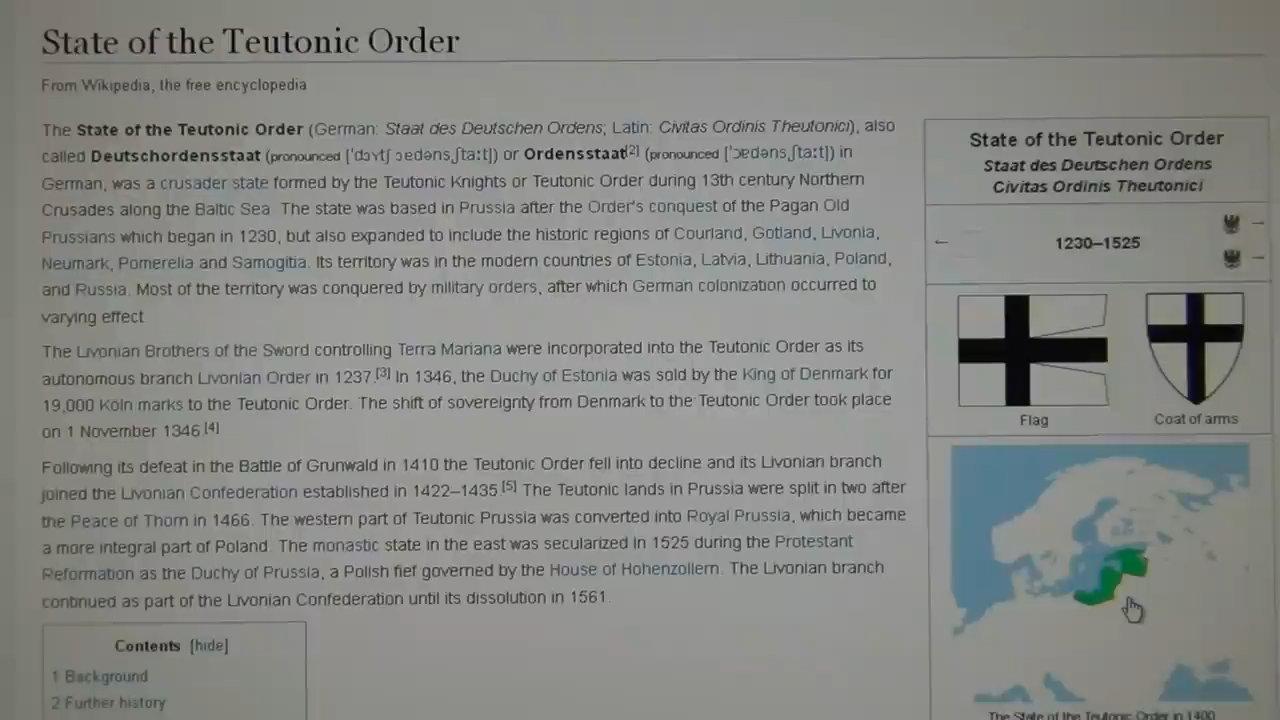 State of the Teutonic Order
From Wikipedia, the free encyclopedia
The State of the Teutonic Order (German: Staat des Deutschen Ordens, Latin: Civitas Ordinis Theutonici), also
called Deutschordensstaat (pronounced [ˈdɔʏtʃ ɔɐdənsˌʃtaːt]) or Ordensstaat[2] (pronounced [ˈɔɐdənsˌʃtaːt]) in
German, was a crusader state formed by the Teutonic Knights or Teutonic Order during 13th century Northern
Crusades along the Baltic Sea. The state was based in Prussia after the Order's conquest of the Pagan Old
Prussians which began in 1230, but also expanded to include the historic regions of Courland, Gotland, Livonia,
Neumark, Pomerelia and Samogitia. Its territory was in the modern countries of Estonia, Latvia, Lithuania, Poland,
and Russia. Most of the territory was conquered by military orders, after which German colonization occurred to
varying effect
The Livonian Brothers of the Sword controlling Terra Mariana were incorporated into the Teutonic Order as its
autonomous branch Livonian Order in 1237.[3] In 1346, the Duchy of Estonia was sold by the King of Denmark for
19,000 Köln marks to the Teutonic Order. The shift of sovereignty from Denmark to the Teutonic Order took place
on 1 November 1346.[4]
Following its defeat in the Battle of Grunwald in 1410 the Teutonic Order fell into decline and its Livonian branch
joined the Livonian Confederation established in 1422–1435.[5] The Teutonic lands in Prussia were split in two after
the Peace of Thorn in 1466. The western part of Teutonic Prussia was converted into Royal Prussia, which became
a more integral part of Poland. The monastic state in the east was secularized in 1525 during the Protestant
Reformation as the Duchy of Prussia, a Polish fief governed by the House of Hohenzollern. The Livonian branch
continued as part of the Livonian Confederation until its dissolution in 1561.
Contents [hide]
1 Background
2 Further history
State of the Teutonic Order
Staat des Deutschen Ordens
Civitas Ordinis Theutonici
← 1230–1525 →
→
Flag
Coat of arms
The State of the Teutonic Order in 1400